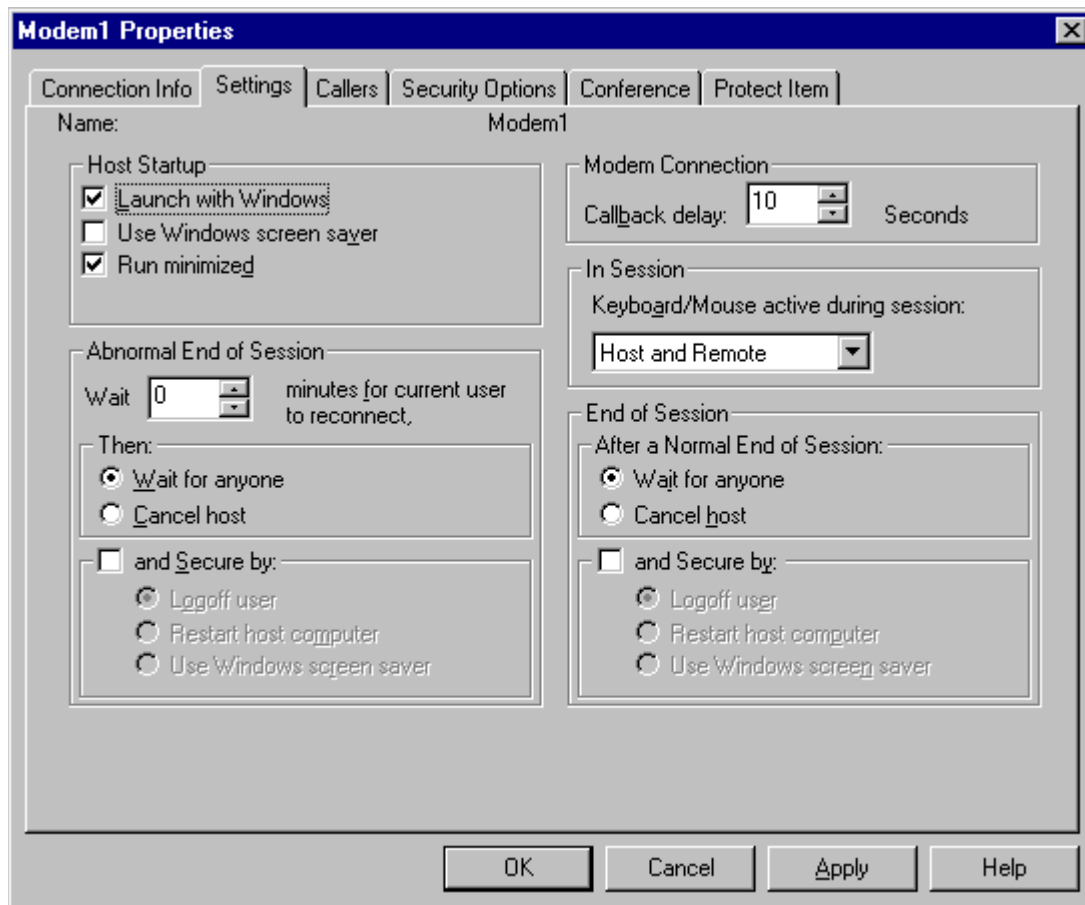 Modem1 Properties
Connection Info Settings Callers Security Options Conference Protect Item
Name: Modem1
Host Startup
Launch with Windows
Use Windows screen saver
Run minimized
Modem Connection
Callback delay: 10 Seconds
In Session
Keyboard/Mouse active during session:
Host and Remote
Abnormal End of Session
Wait 0 minutes for current user
to reconnect,
Then:
Wait for anyone
Cancel host
and Secure by:
Logoff user
Restart host computer
Use Windows screen saver
End of Session
After a Normal End of Session:
Wait for anyone
Cancel host
and Secure by:
Logoff user
Restart host computer
Use Windows screen saver
OK Cancel Apply Help